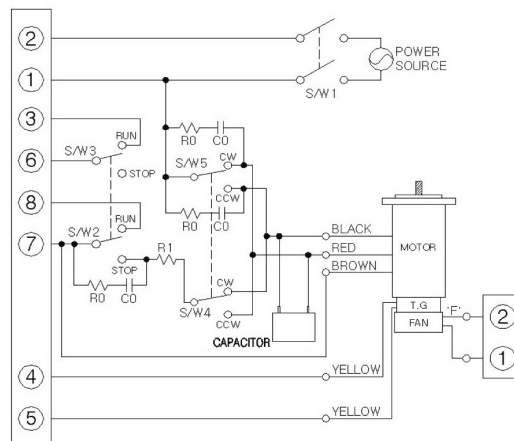 2
POWER
SOURCE
1
S/W1
3
RUN
S/W3
R0 C0
6
CW
S/W5
STOP
8
CCW
RUN
R0 C0
S/W2
7
R1
BLACK
RED
MOTOR
STOP
CW
BROWN
R0 C0
S/W4
CCW
CAPACITOR
T.G
"F"
FAN
2
1
4
YELLOW
5
YELLOW